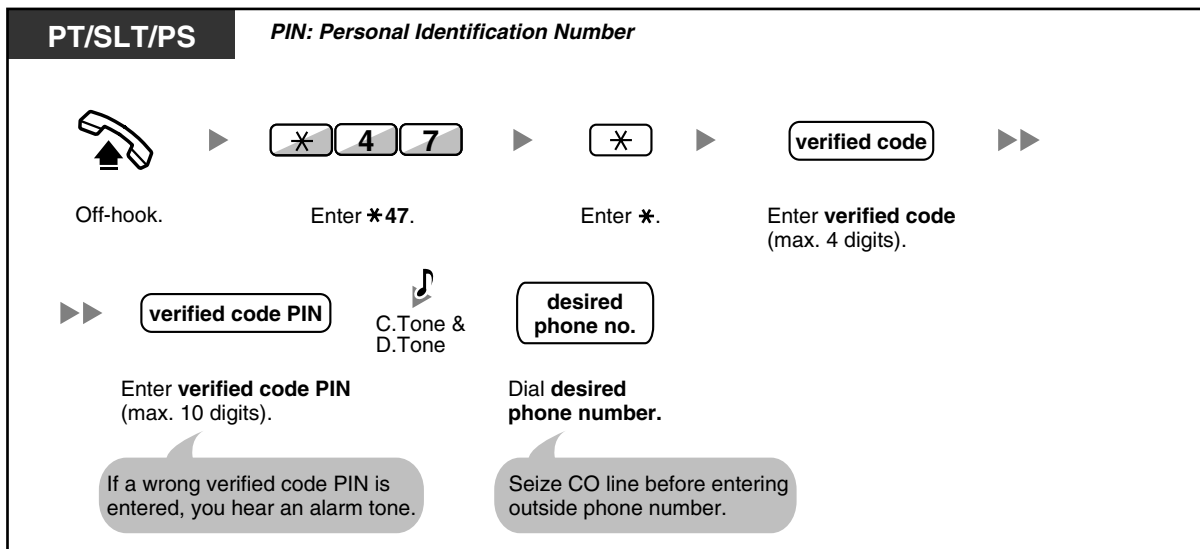 PT/SLT/PS
PIN: Personal Identification Number
* 4 7
*
verified code
Off-hook.
Enter *47.
Enter *.
Enter verified code
(max. 4 digits).
verified code PIN
C.Tone &
D.Tone
desired
phone no.
Enter verified code PIN
(max. 10 digits).
Dial desired
phone number.
If a wrong verified code PIN is
entered, you hear an alarm tone.
Seize CO line before entering
outside phone number.